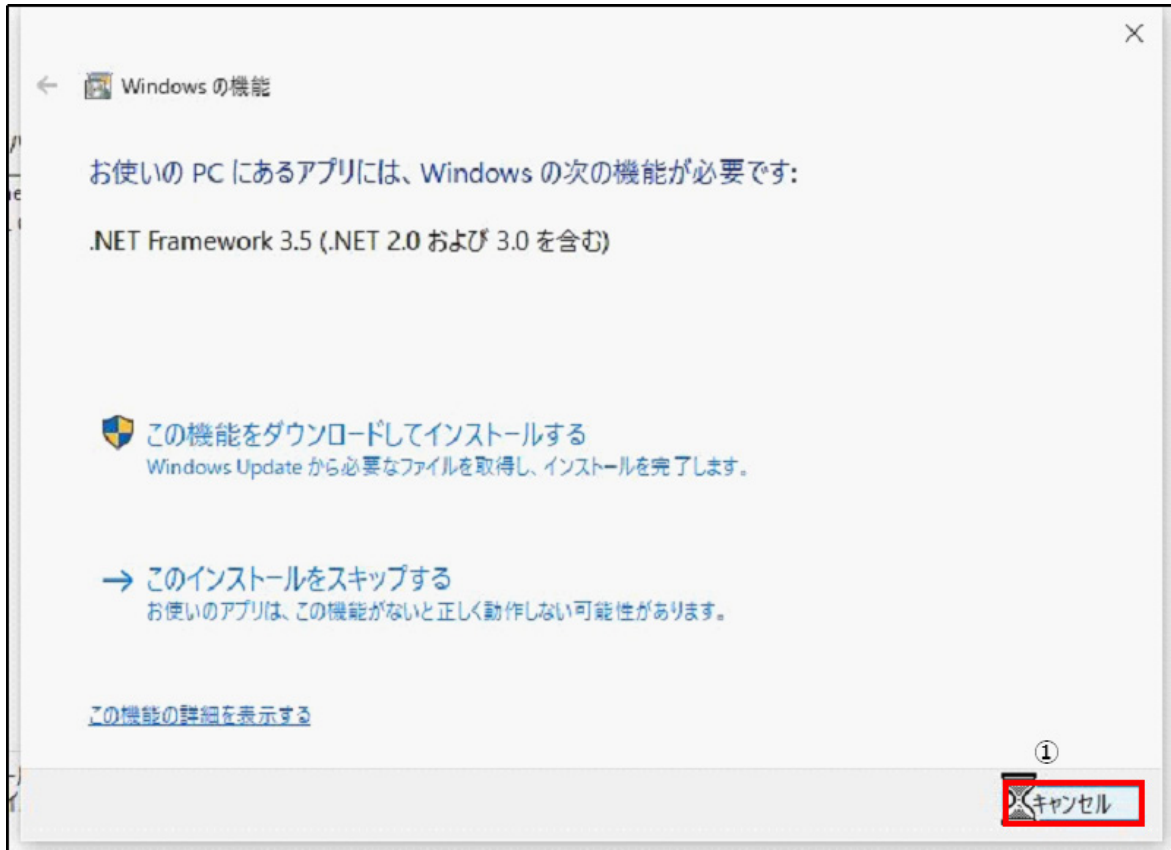 Windows の機能
お使いの PC にあるアプリには、Windows の次の機能が必要です:
.NET Framework 3.5 (.NET 2.0 および 3.0 を含む)
この機能をダウンロードしてインストールする
Windows Update から必要なファイルを取得し、インストールを完了します。
このインストールをスキップする
お使いのアプリは、この機能がないと正しく動作しない可能性があります。
この機能の詳細を表示する
①
キャンセル